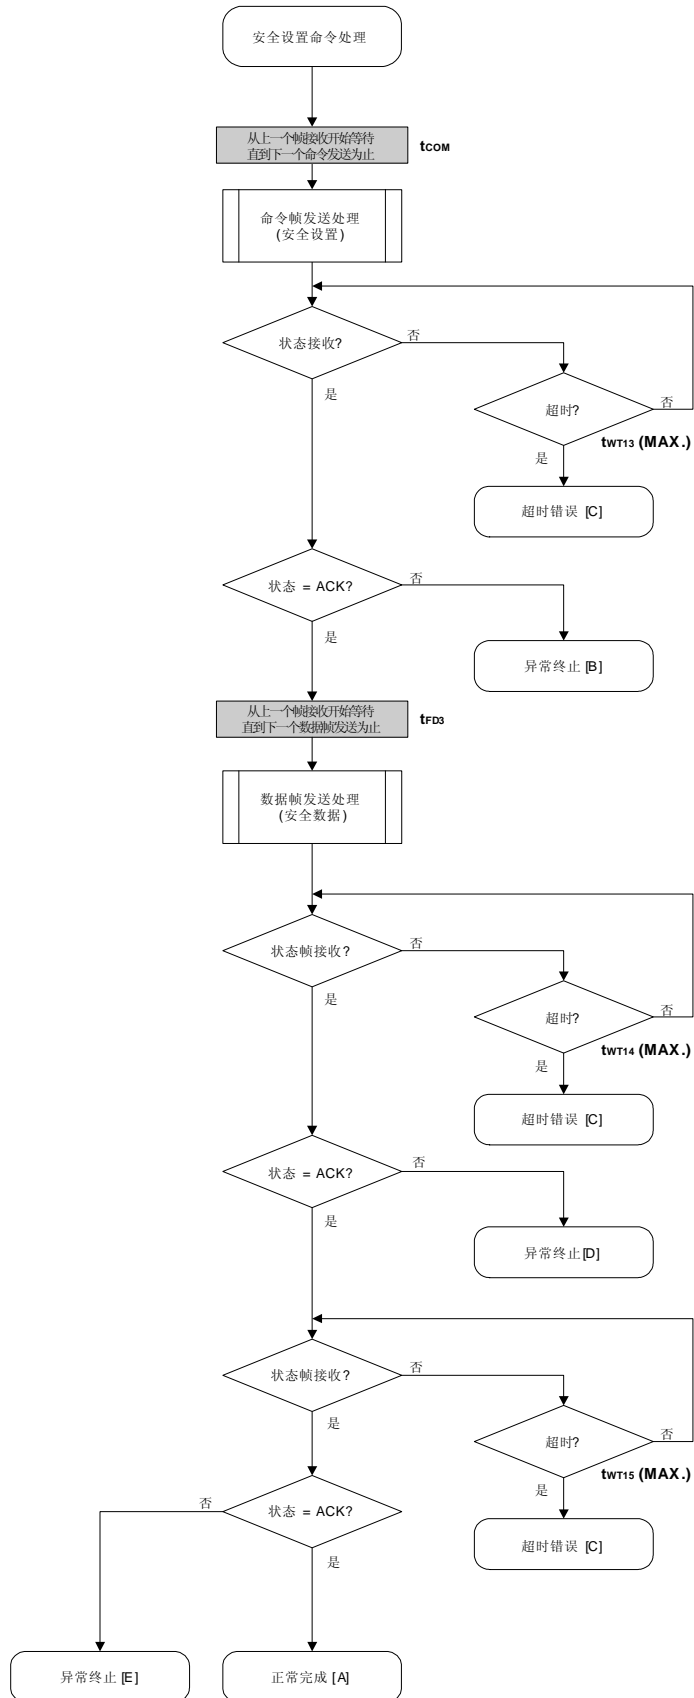 安全设置命令处理
从上一个帧接收开始等待
直到下一个命令发送为止
tCOM
命令帧发送处理
(安全设置)
状态接收?
否
是
超时?
否
tWT13 (MAX.)
是
超时错误 [C]
状态 = ACK?
否
是
异常终止 [B]
从上一个帧接收开始等待
直到下一个数据帧发送为止
tFD3
数据帧发送处理
(安全数据)
状态帧接收?
否
是
超时?
否
tWT14 (MAX.)
是
超时错误 [C]
状态 = ACK?
否
是
异常终止[D]
状态帧接收?
否
是
超时?
否
tWT15 (MAX.)
是
超时错误 [C]
状态 = ACK?
否
是
异常终止 [E]
正常完成 [A]